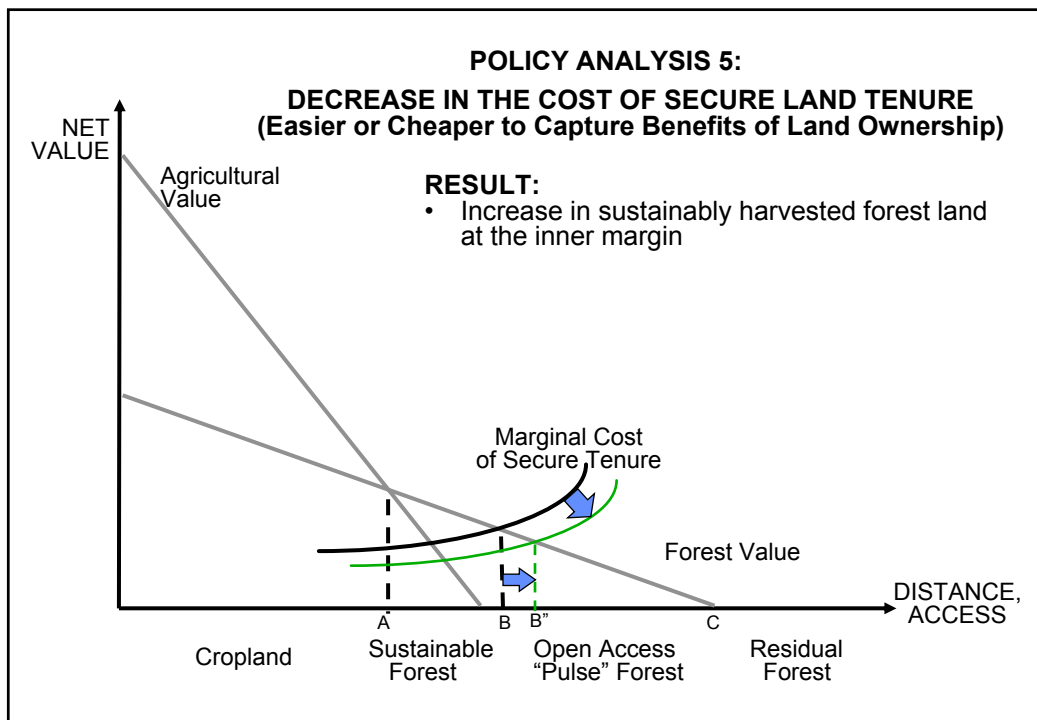 POLICY ANALYSIS 5:
DECREASE IN THE COST OF SECURE LAND TENURE
(Easier or Cheaper to Capture Benefits of Land Ownership)
NET
VALUE
Agricultural
Value
RESULT:
• Increase in sustainably harvested forest land
at the inner margin
Marginal Cost
of Secure Tenure
Forest Value
DISTANCE,
ACCESS
A
B
B”
C
Cropland
Sustainable
Forest
Open Access
“Pulse” Forest
Residual
Forest